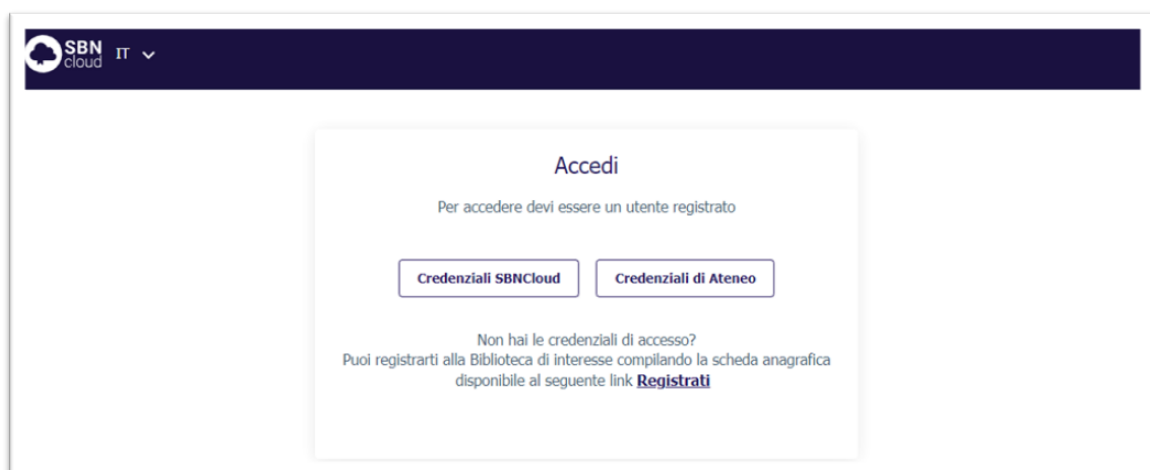 SBN
cloud
IT
Accedi
Per accedere devi essere un utente registrato
Credenziali SBNCloud
Credenziali di Ateneo
Non hai le credenziali di accesso?
Puoi registrarti alla Biblioteca di interesse compilando la scheda anagrafica
disponibile al seguente link Registrati